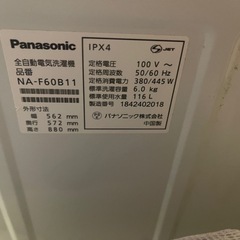 Panasonic
IPX4
JET
全自動電気洗濯機
品番
NA-F60B11
外形寸法
幅 562 mm
奥行 572 mm
高さ 880 mm
定格電圧 100 V ～
定格周波数 50/60 Hz
定格消費電力 380/445 W
標準洗濯容量 6.0 kg
標準使用水量 116 L
製造番号 1842402018
パナソニック株式会社
中国製